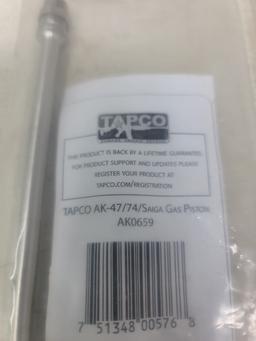 TAPCO
THIS PRODUCT IS BACK BY A LIFETIME GUARANTEE
FOR PRODUCT SUPPORT AND UPDATES PLEASE
REGISTER YOUR PRODUCT AT
TAPCO.COM/REGISTRATION
TAPCO AK-47/74/SAIGA GAS PISTON
AK0659
7 51348 00576 8